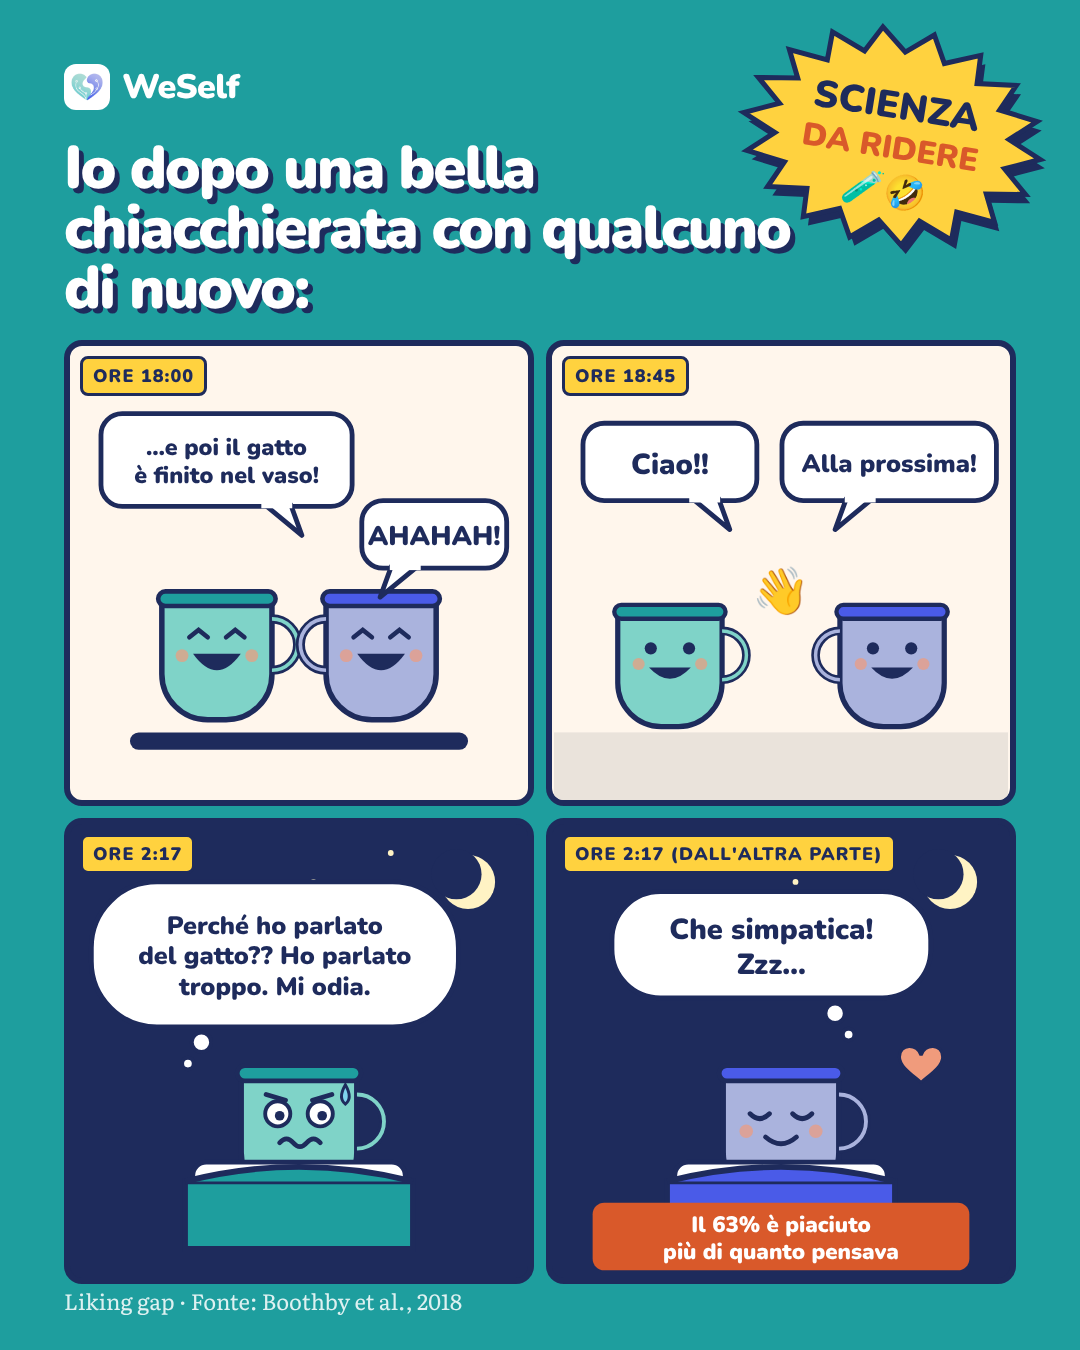 WeSelf
SCIENZA
DA RIDERE
Io dopo una bella
chiacchierata con qualcuno
di nuovo:
ORE 18:00
...e poi il gatto
è finito nel vaso!
AHAHAH!
ORE 18:45
Ciao!!
Alla prossima!
ORE 2:17
Perché ho parlato
del gatto?? Ho parlato
troppo. Mi odia.
ORE 2:17 (DALL'ALTRA PARTE)
Che simpatica!
Zzz...
Il 63% è piaciuto
più di quanto pensava
Liking gap · Fonte: Boothby et al., 2018